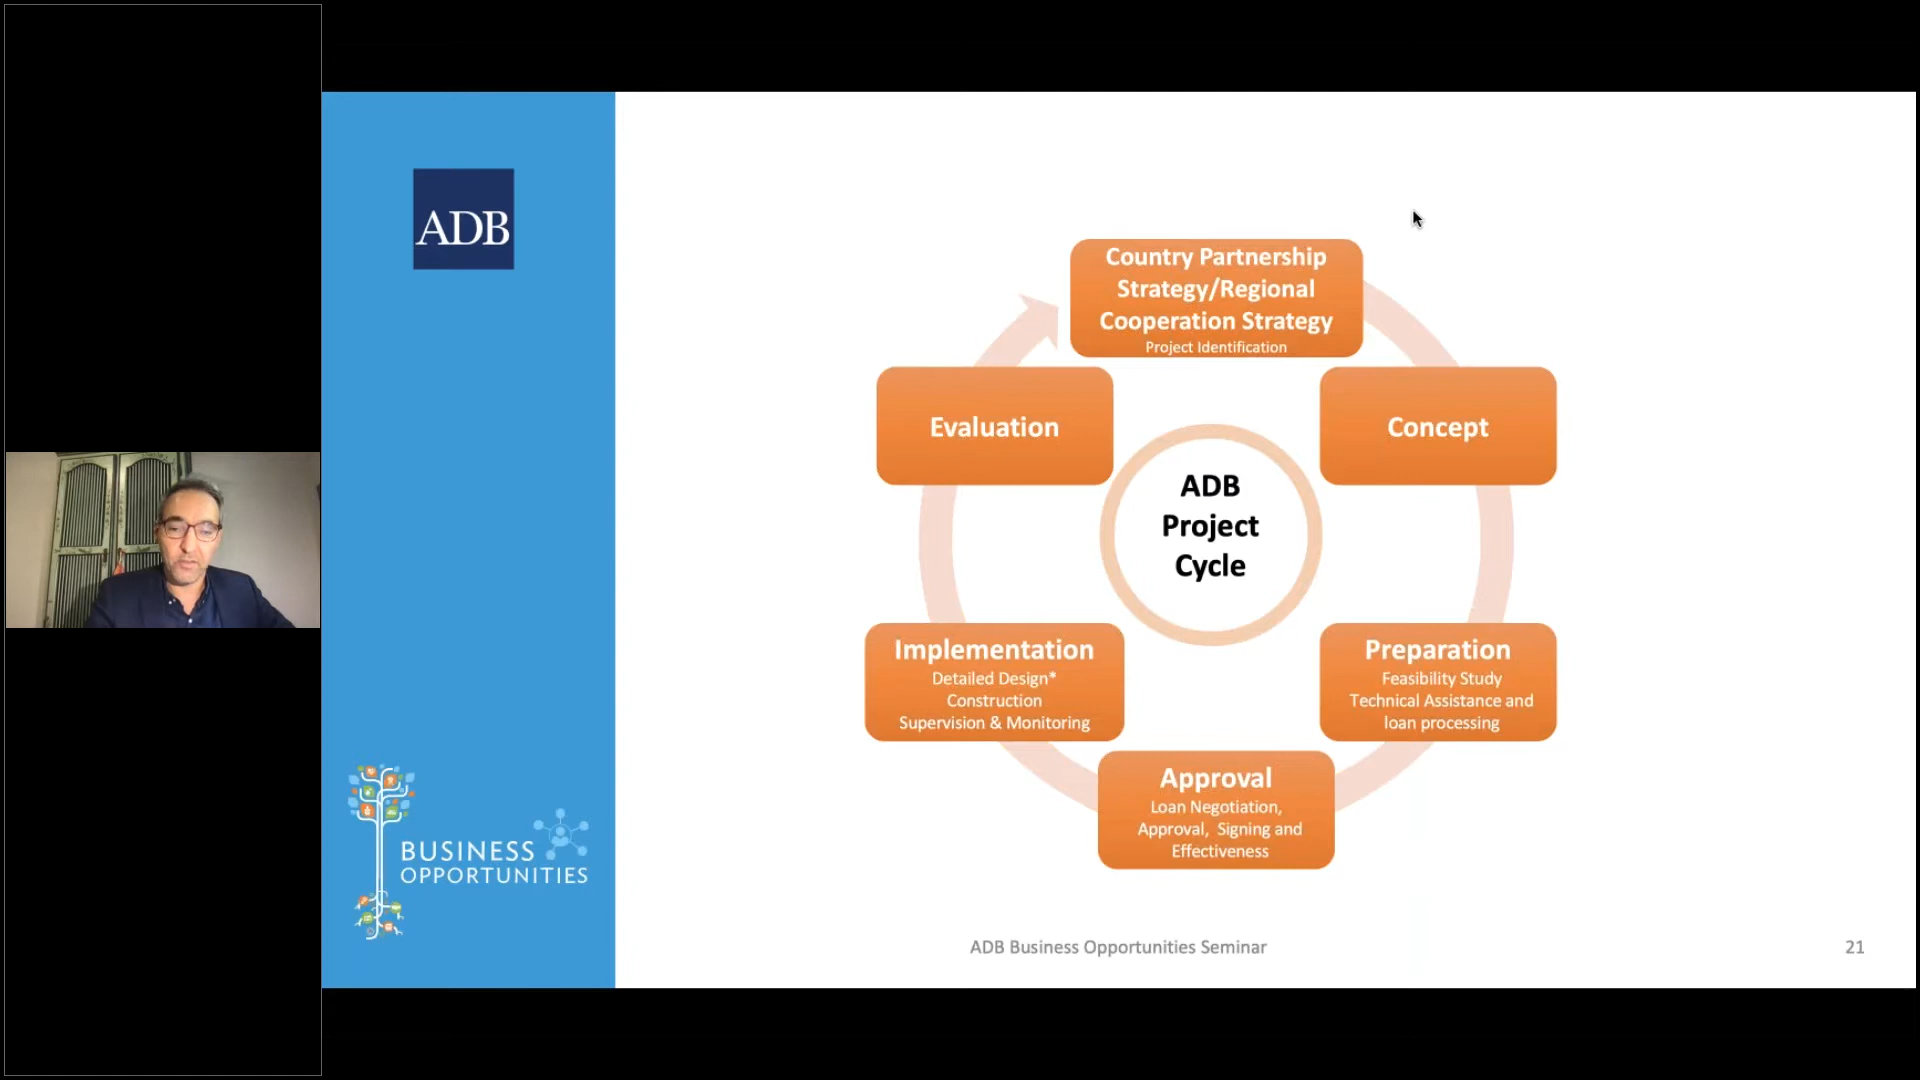 ADB
Country Partnership
Strategy/Regional
Cooperation Strategy
Project Identification
Evaluation
Concept
ADB
Project
Cycle
Implementation
Detailed Design*
Construction
Supervision & Monitoring
Preparation
Feasibility Study
Technical Assistance and
loan processing
Approval
Loan Negotiation,
Approval, Signing and
Effectiveness
BUSINESS
OPPORTUNITIES
ADB Business Opportunities Seminar
21